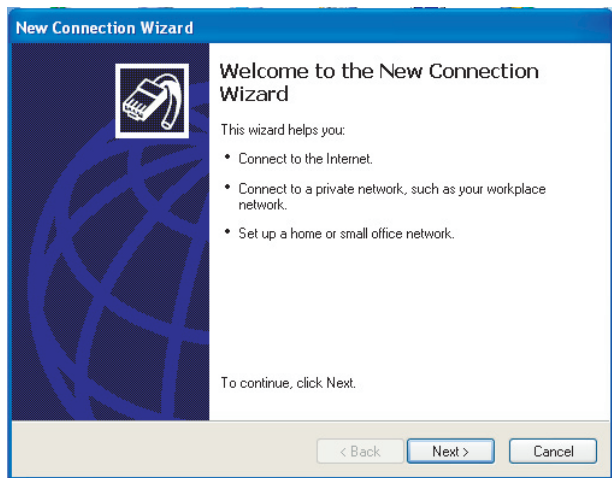 New Connection Wizard
Welcome to the New Connection
Wizard
This wizard helps you:
• Connect to the Internet.
• Connect to a private network, such as your workplace
network.
• Set up a home or small office network.
To continue, click Next.
< Back Next > Cancel